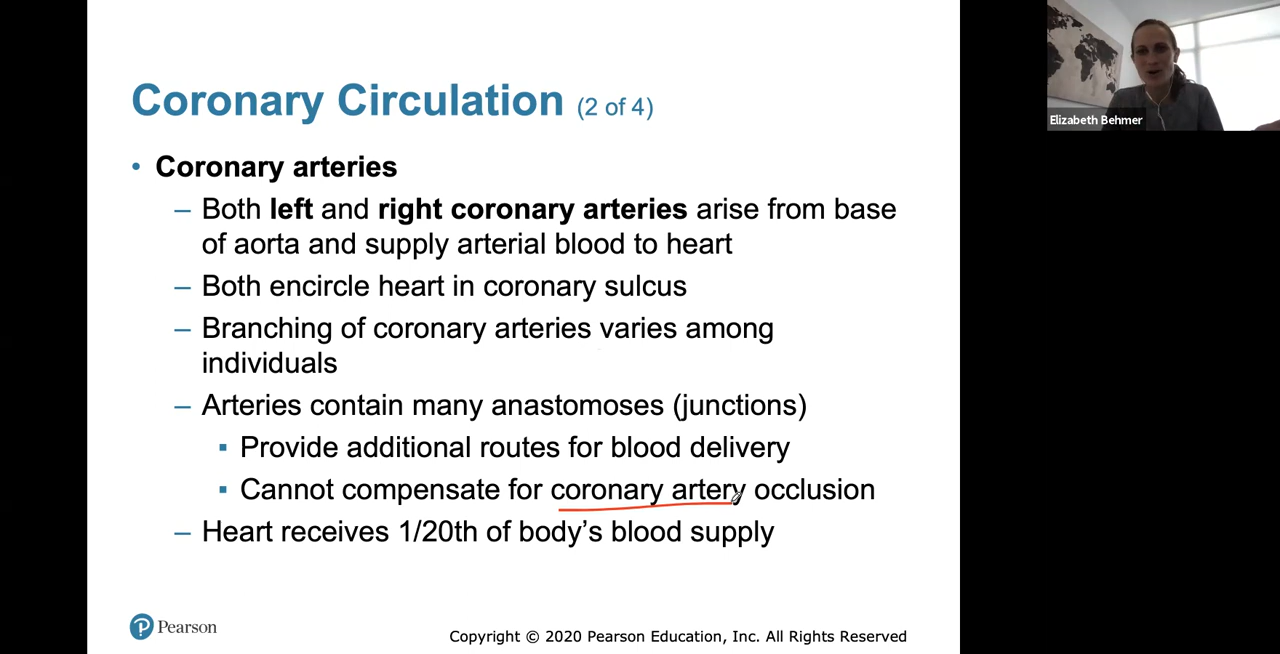 Coronary Circulation (2 of 4)
• Coronary arteries
– Both left and right coronary arteries arise from base
of aorta and supply arterial blood to heart
– Both encircle heart in coronary sulcus
– Branching of coronary arteries varies among
individuals
– Arteries contain many anastomoses (junctions)
▪ Provide additional routes for blood delivery
▪ Cannot compensate for coronary artery occlusion
– Heart receives 1/20th of body’s blood supply
Pearson
Copyright © 2020 Pearson Education, Inc. All Rights Reserved
Elizabeth Behmer